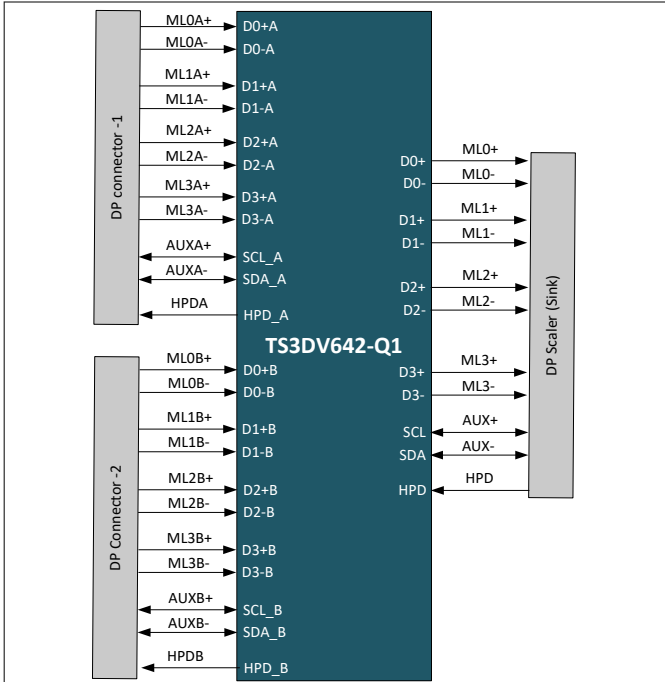 DP connector -1
ML0A+
D0+A
ML0A-
D0-A
ML1A+
D1+A
ML1A-
D1-A
ML2A+
D2+A
ML2A-
D2-A
ML3A+
D3+A
ML3A-
D3-A
AUXA+
SCL_A
AUXA-
SDA_A
HPDA
HPD_A
DP Connector -2
ML0B+
D0+B
ML0B-
D0-B
ML1B+
D1+B
ML1B-
D1-B
ML2B+
D2+B
ML2B-
D2-B
ML3B+
D3+B
ML3B-
D3-B
AUXB+
SCL_B
AUXB-
SDA_B
HPDB
HPD_B
TS3DV642-Q1
D0+
ML0+
D0-
ML0-
D1+
ML1+
D1-
ML1-
D2+
ML2+
D2-
ML2-
D3+
ML3+
D3-
ML3-
SCL
AUX+
SDA
AUX-
HPD
HPD
DP Scaler (Sink)